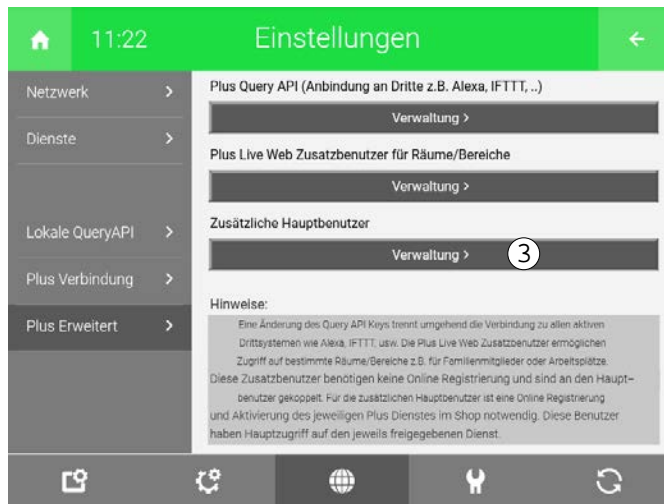 11:22
Einstellungen
Netzwerk >
Dienste >
Lokale QueryAPI >
Plus Verbindung >
Plus Erweitert >
Plus Query API (Anbindung an Dritte z.B. Alexa, IFTTT, ..)
Verwaltung >
Plus Live Web Zusatzbenutzer für Räume/Bereiche
Verwaltung >
Zusätzliche Hauptbenutzer
Verwaltung >
3
Hinweise:
Eine Änderung des Query API Keys trennt umgehend die Verbindung zu allen aktiven
Drittsystemen wie Alexa, IFTTT, usw. Die Plus Live Web Zusatzbenutzer ermöglichen
Zugriff auf bestimmte Räume/Bereiche z.B. für Familienmitglieder oder Arbeitsplätze.
Diese Zusatzbenutzer benötigen keine Online Registrierung und sind an den Haupt-
benutzer gekoppelt. Für die zusätzlichen Hauptbenutzer ist eine Online Registrierung
und Aktivierung des jeweiligen Plus Dienstes im Shop notwendig. Diese Benutzer
haben Hauptzugriff auf den jeweils freigegebenen Dienst.